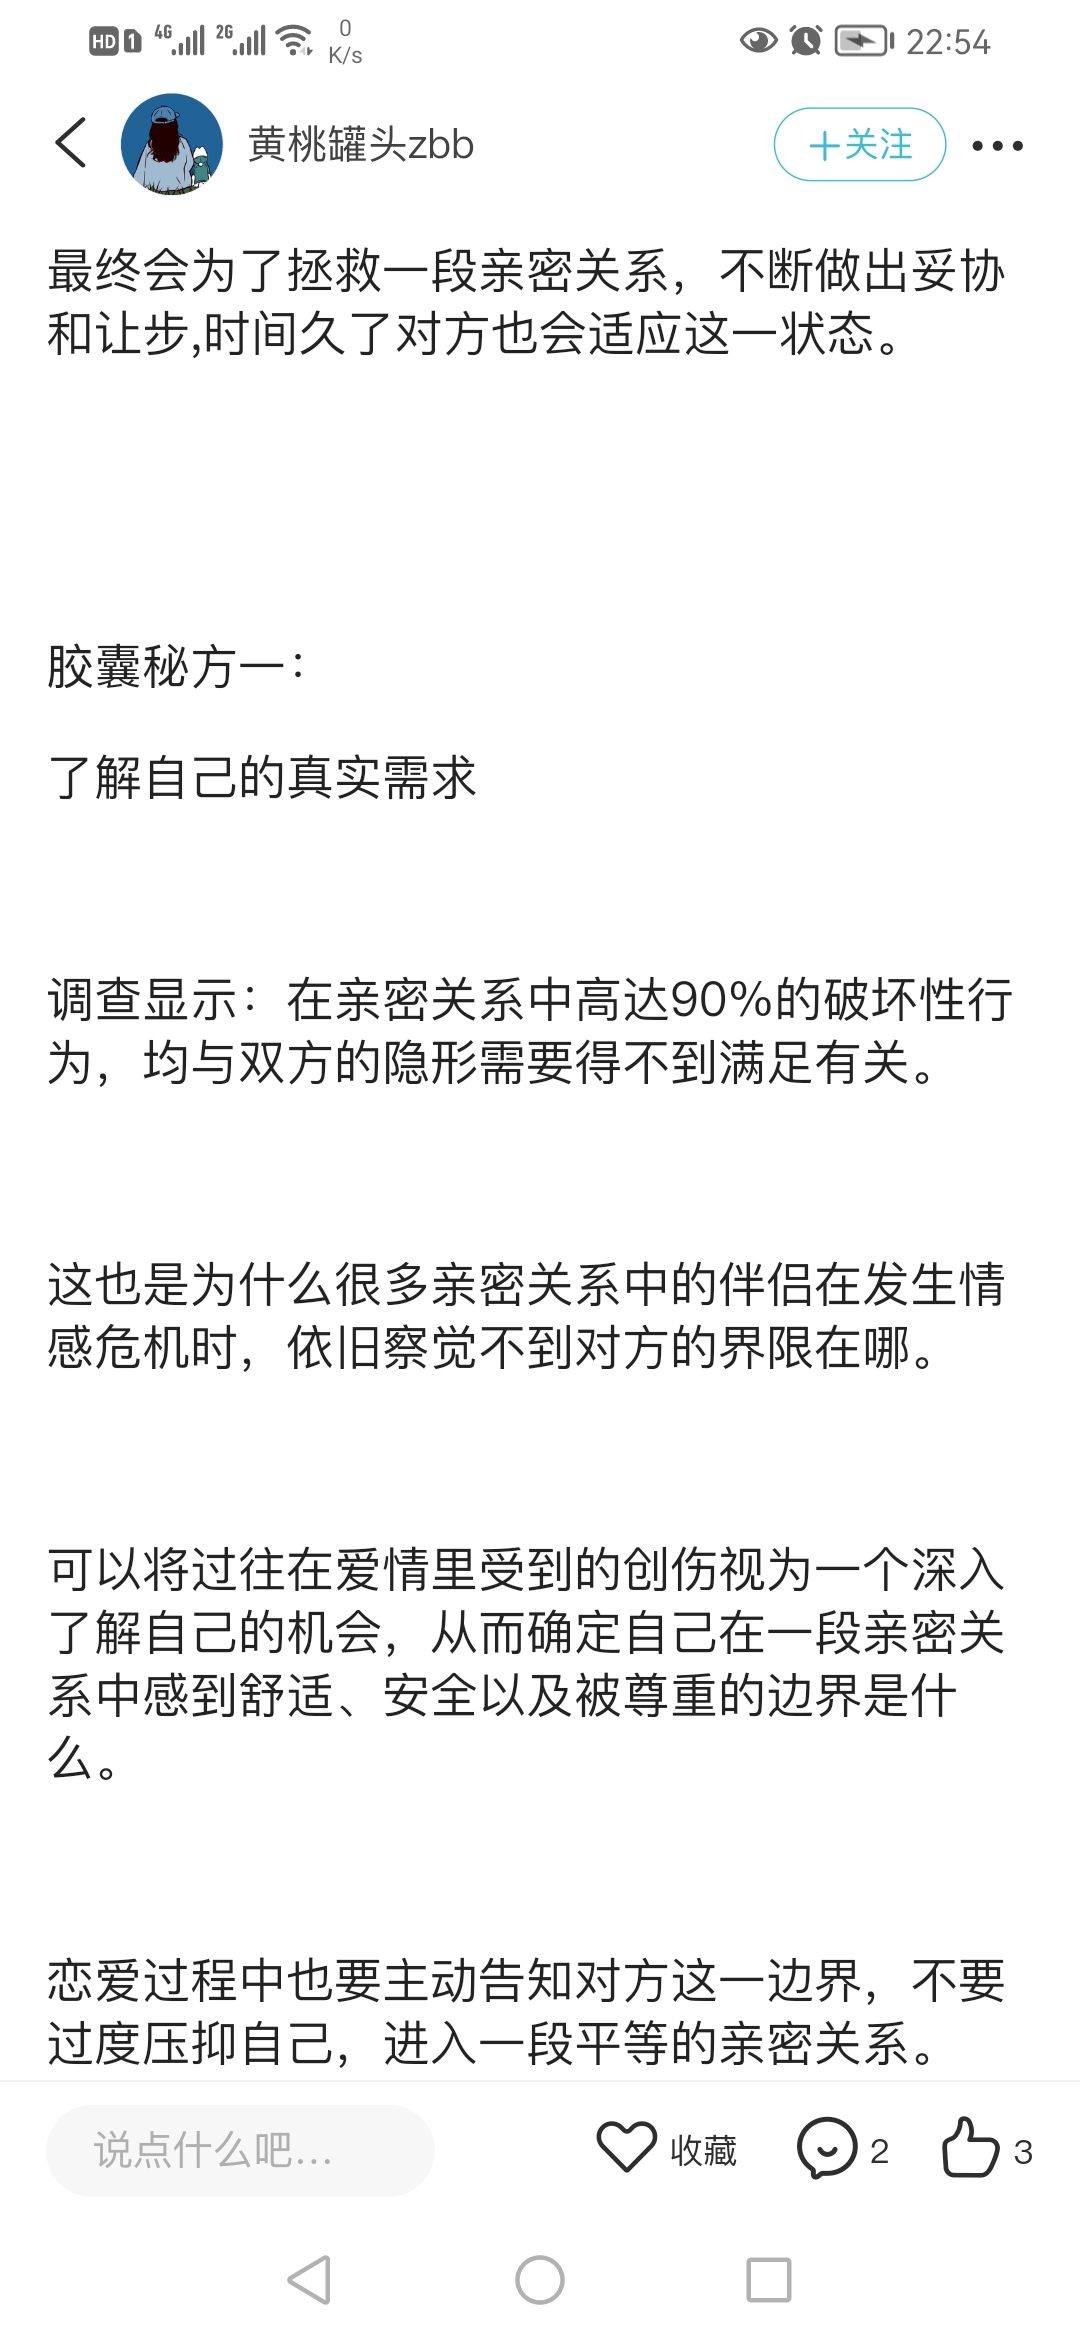 HD 1 4G 2G 0 K/s 22:54
黄桃罐头zbb +关注
最终会为了拯救一段亲密关系，不断做出妥协
和让步,时间久了对方也会适应这一状态。
胶囊秘方一：
了解自己的真实需求
调查显示：在亲密关系中高达90%的破坏性行
为，均与双方的隐形需要得不到满足有关。
这也是为什么很多亲密关系中的伴侣在发生情
感危机时，依旧察觉不到对方的界限在哪。
可以将过往在爱情里受到的创伤视为一个深入
了解自己的机会，从而确定自己在一段亲密关
系中感到舒适、安全以及被尊重的边界是什
么。
恋爱过程中也要主动告知对方这一边界，不要
过度压抑自己，进入一段平等的亲密关系。
说点什么吧... 收藏 2 3